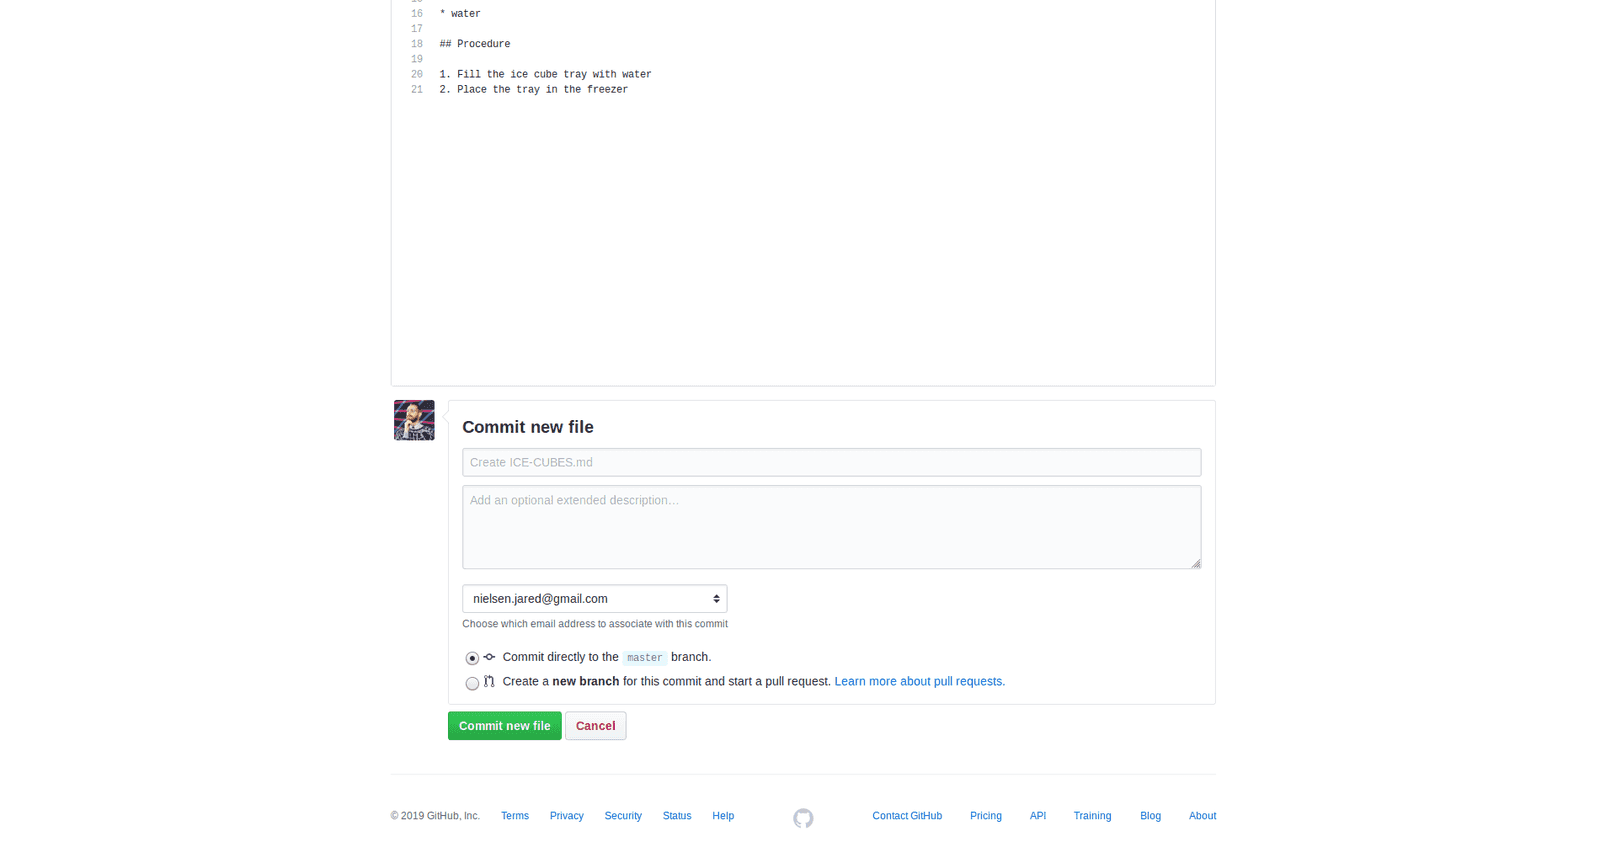 16 * water
17
18 ## Procedure
19
20 1. Fill the ice cube tray with water
21 2. Place the tray in the freezer
Commit new file
Create ICE-CUBES.md
Add an optional extended description…
nielsen.jared@gmail.com
Choose which email address to associate with this commit
Commit directly to the master branch.
Create a new branch for this commit and start a pull request. Learn more about pull requests.
Commit new file Cancel
© 2019 GitHub, Inc. Terms Privacy Security Status Help Contact GitHub Pricing API Training Blog About